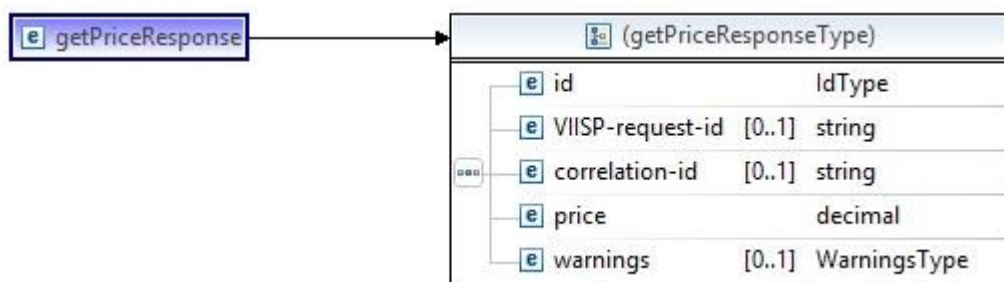 e getPriceResponse
(getPriceResponseType)
e id IdType
e VIISP-request-id [0..1] string
e correlation-id [0..1] string
e price decimal
e warnings [0..1] WarningsType